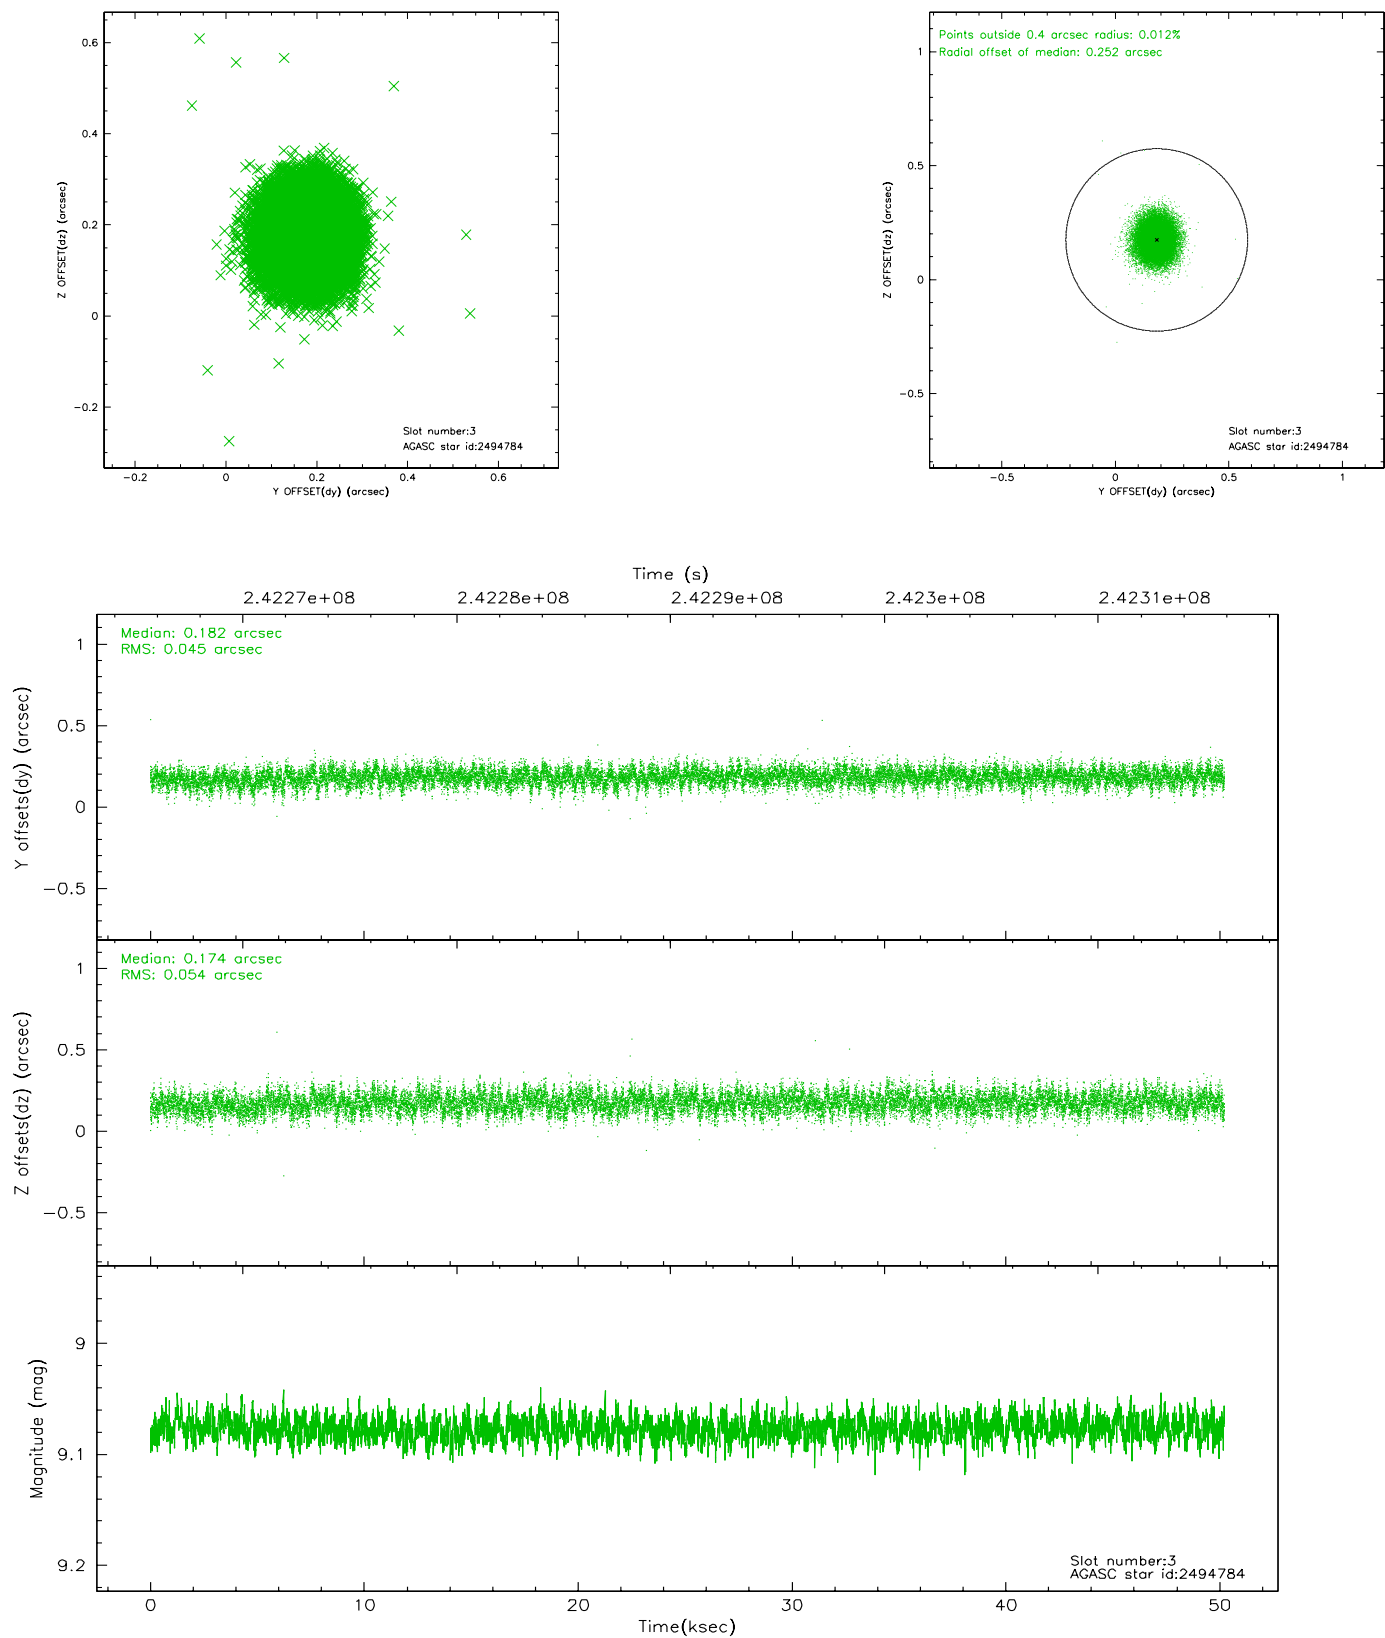 0.6
0.4
0.2
0
−0.2
Z OFFSET(dz) (arcsec)
Slot number:3
AGASC star id:2494784
−0.2 0 0.2 0.4 0.6
Y OFFSET(dy) (arcsec)
Points outside 0.4 arcsec radius: 0.012%
Radial offset of median: 0.252 arcsec
1
0.5
0
−0.5
Z OFFSET(dz) (arcsec)
Slot number:3
AGASC star id:2494784
−0.5 0 0.5 1
Y OFFSET(dy) (arcsec)
Time (s)
2.4227e+08 2.4228e+08 2.4229e+08 2.423e+08 2.4231e+08
Median: 0.182 arcsec
RMS: 0.045 arcsec
1
0.5
0
−0.5
Y offsets(dy) (arcsec)
Median: 0.174 arcsec
RMS: 0.054 arcsec
1
0.5
0
−0.5
Z offsets(dz) (arcsec)
9
9.1
9.2
Magnitude (mag)
Slot number:3
AGASC star id:2494784
0 10 20 30 40 50
Time(ksec)